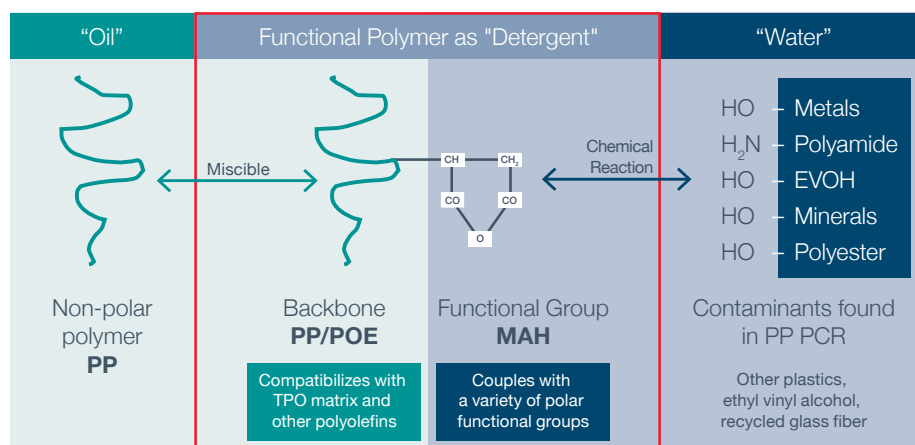 “Oil”
Functional Polymer as "Detergent"
“Water”
Miscible
CH
CH₂
CO
CO
O
Chemical
Reaction
HO – Metals
H₂N – Polyamide
HO – EVOH
HO – Minerals
HO – Polyester
Non-polar
polymer
PP
Backbone
PP/POE
Compatibilizes with
TPO matrix and
other polyolefins
Functional Group
MAH
Couples with
a variety of polar
functional groups
Contaminants found
in PP PCR
Other plastics,
ethyl vinyl alcohol,
recycled glass fiber